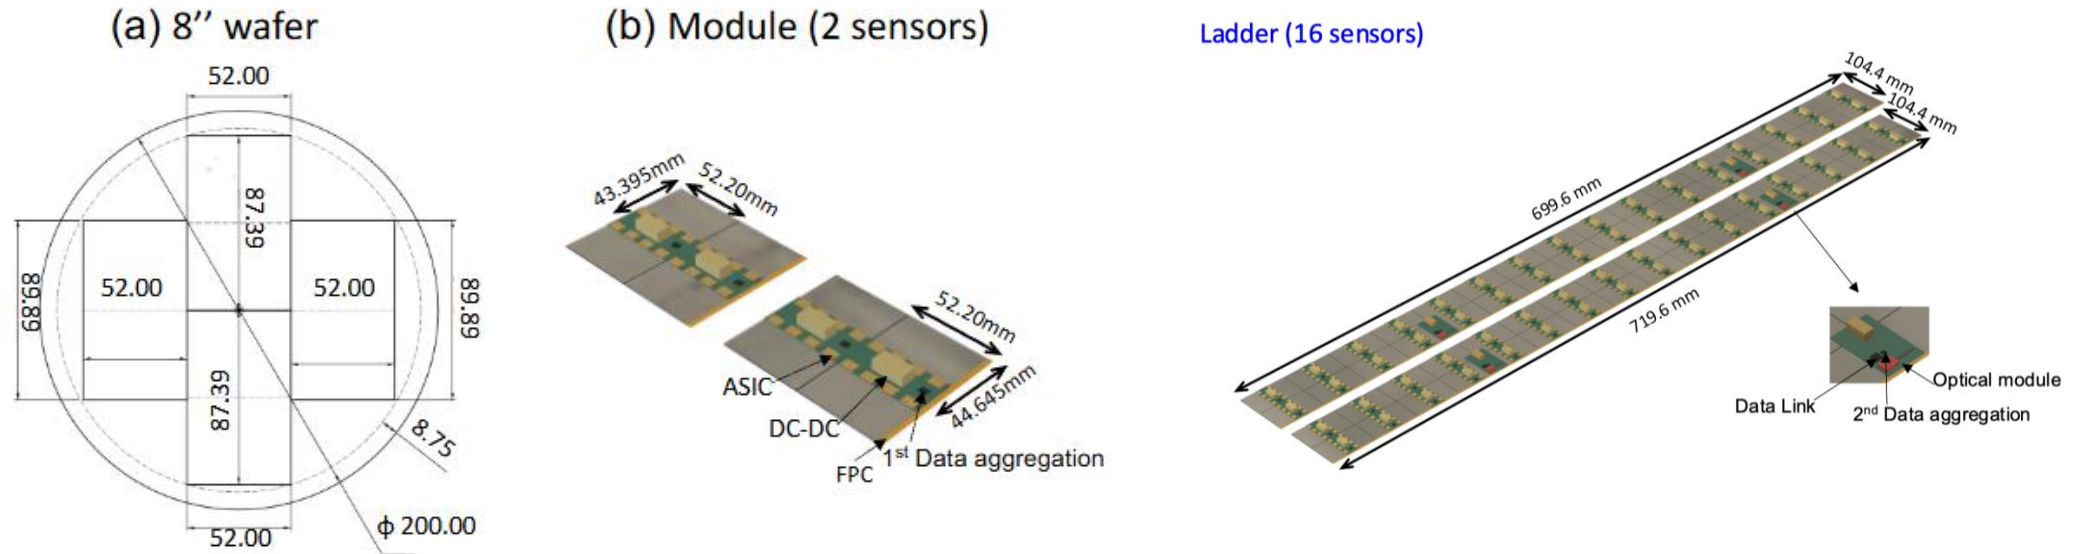 (a) 8’’ wafer
52.00
87.39
89.89
52.00
52.00
89.89
87.39
8.75
52.00
ϕ 200.00
(b) Module (2 sensors)
43.395mm
52.20mm
52.20mm
44.645mm
ASIC
DC-DC
FPC
1st Data aggregation
Ladder (16 sensors)
104.4 mm
104.4 mm
699.6 mm
719.6 mm
Optical module
Data Link
2nd Data aggregation